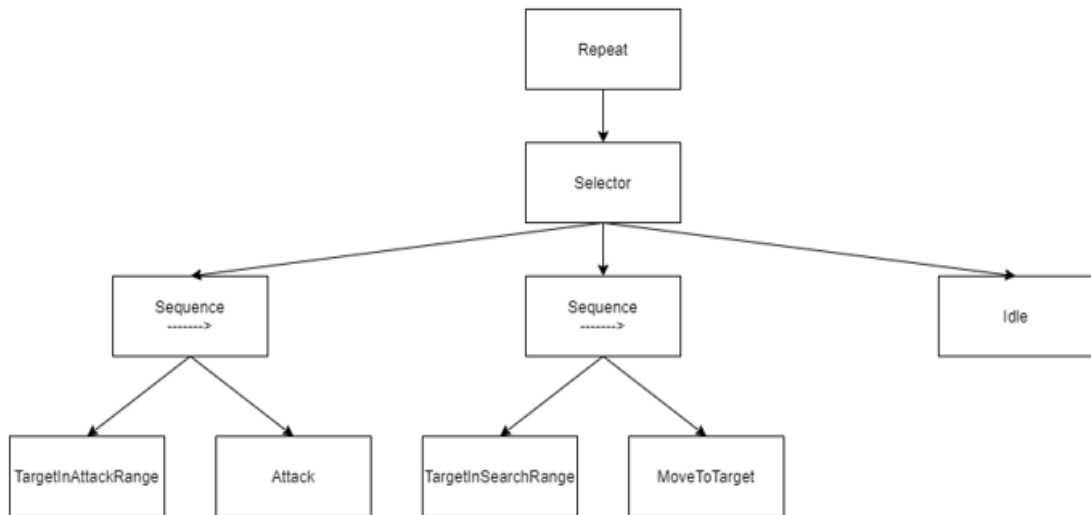 Repeat
Selector
Sequence
------->
Sequence
------->
Idle
TargetInAttackRange
Attack
TargetInSearchRange
MoveToTarget